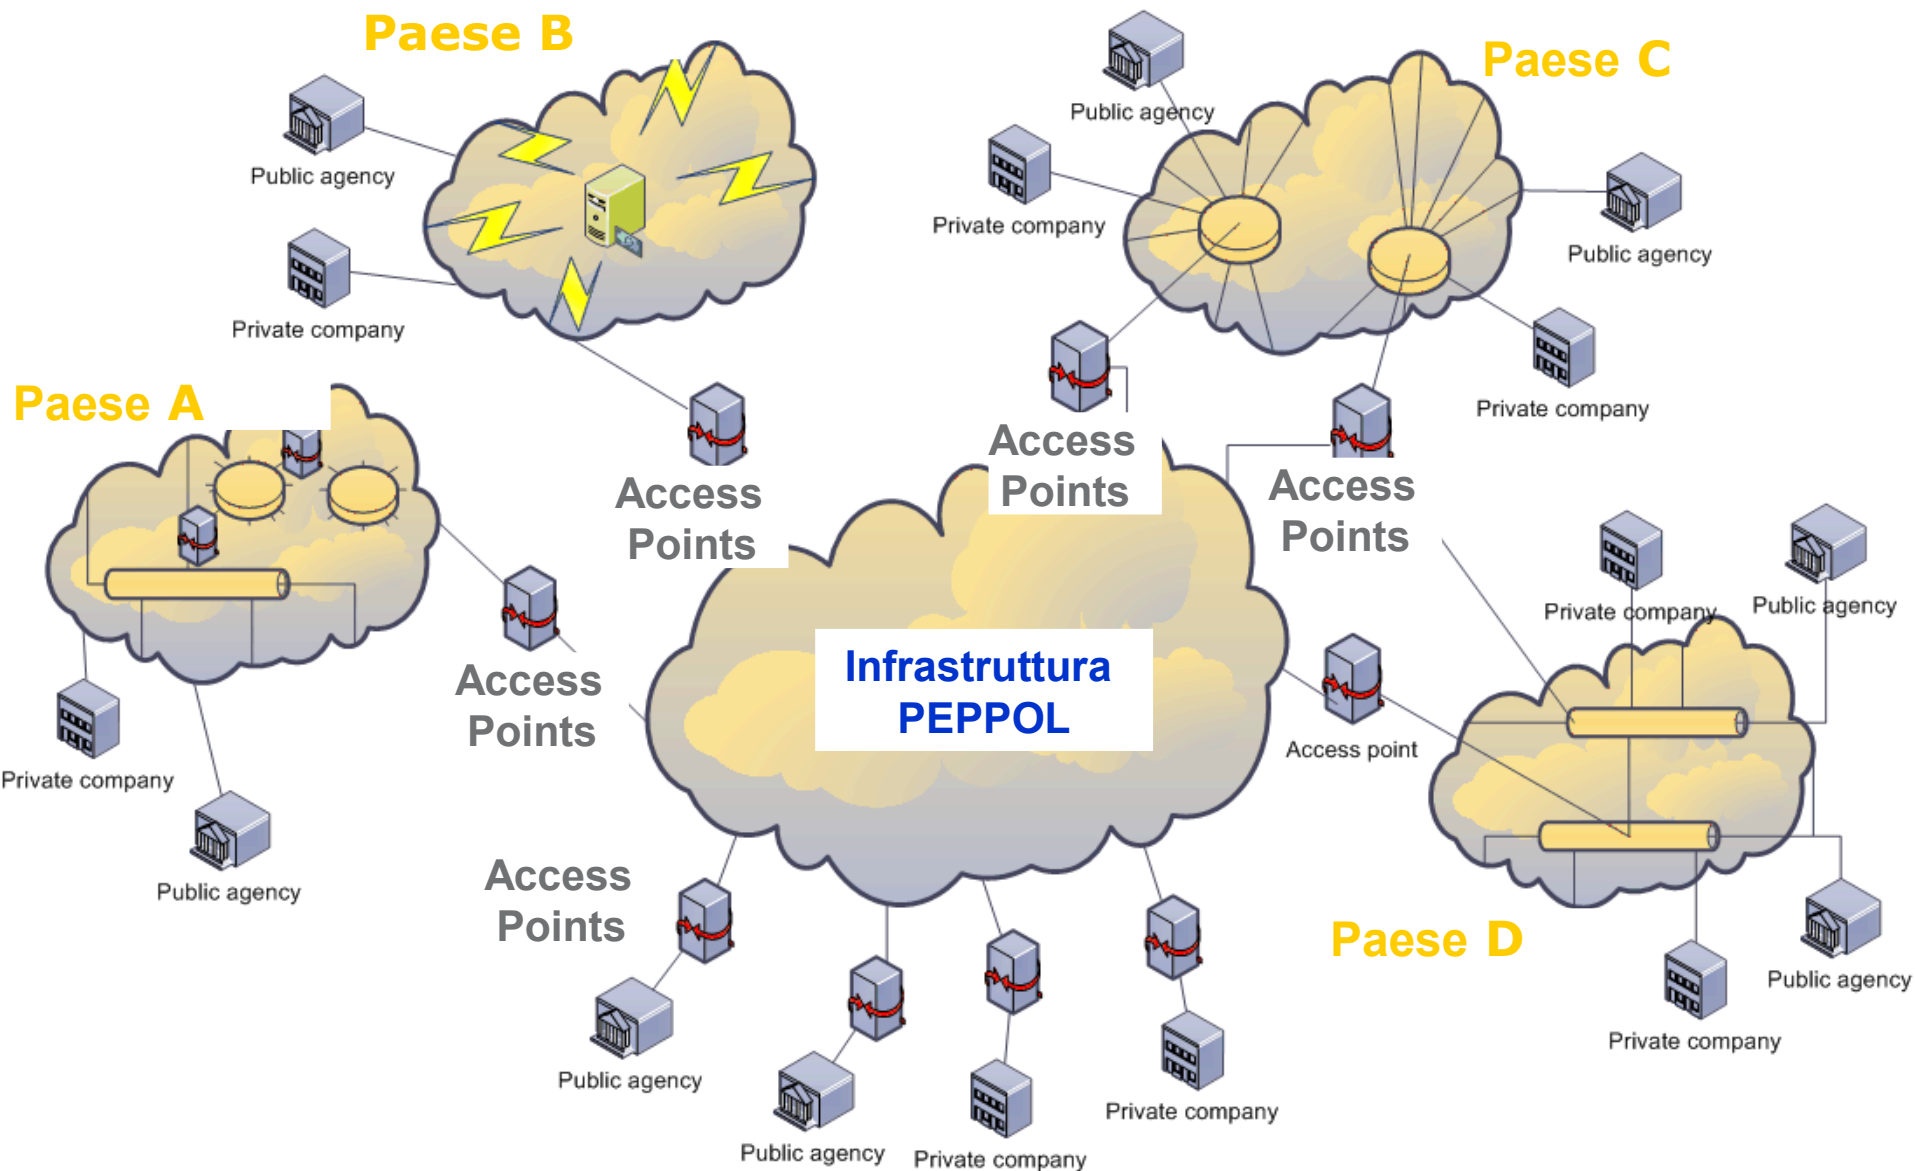 Paese B
Paese C
Public agency
Public agency
Private company
Public agency
Private company
Private company
Paese A
Access
Points
Access
Points
Access
Points
Private company
Public agency
Private company
Public agency
Access
Points
Infrastruttura
PEPPOL
Access point
Private company
Public agency
Access
Points
Paese D
Public agency
Private company
Public agency
Private company
Public agency
Private company